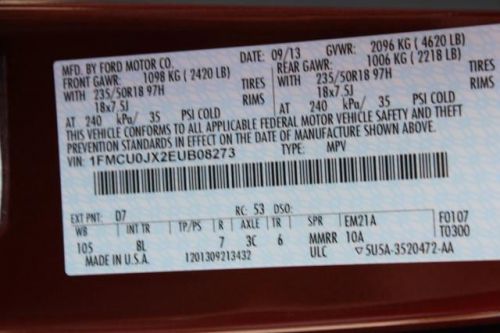 MFD. BY FORD MOTOR CO. DATE: 09/13 GVWR: 2096 KG (4620 LB)
FRONT GAWR: 1098 KG (2420 LB) REAR GAWR: 1006 KG (2218 LB)
WITH 235/50R18 97H TIRES WITH 235/50R18 97H TIRES
18x7.5J RIMS 18x7.5J RIMS
AT 240 kPa/ 35 PSI COLD AT 240 kPa/ 35 PSI COLD
THIS VEHICLE CONFORMS TO ALL APPLICABLE FEDERAL MOTOR VEHICLE SAFETY AND THEFT
PREVENTION STANDARDS IN EFFECT ON THE DATE OF MANUFACTURE SHOWN ABOVE.
VIN: 1FMCU0JX2EUB08273 TYPE: MPV
EXT PNT: D7 RC: 53 DSO:
WB INT TR TP/PS R AXLE TR SPR EM21A F0107
105 8L 7 3C 6 MMRR 10A T0300
MADE IN U.S.A. 1201309213432 ULC 5U5A-3520472-AA